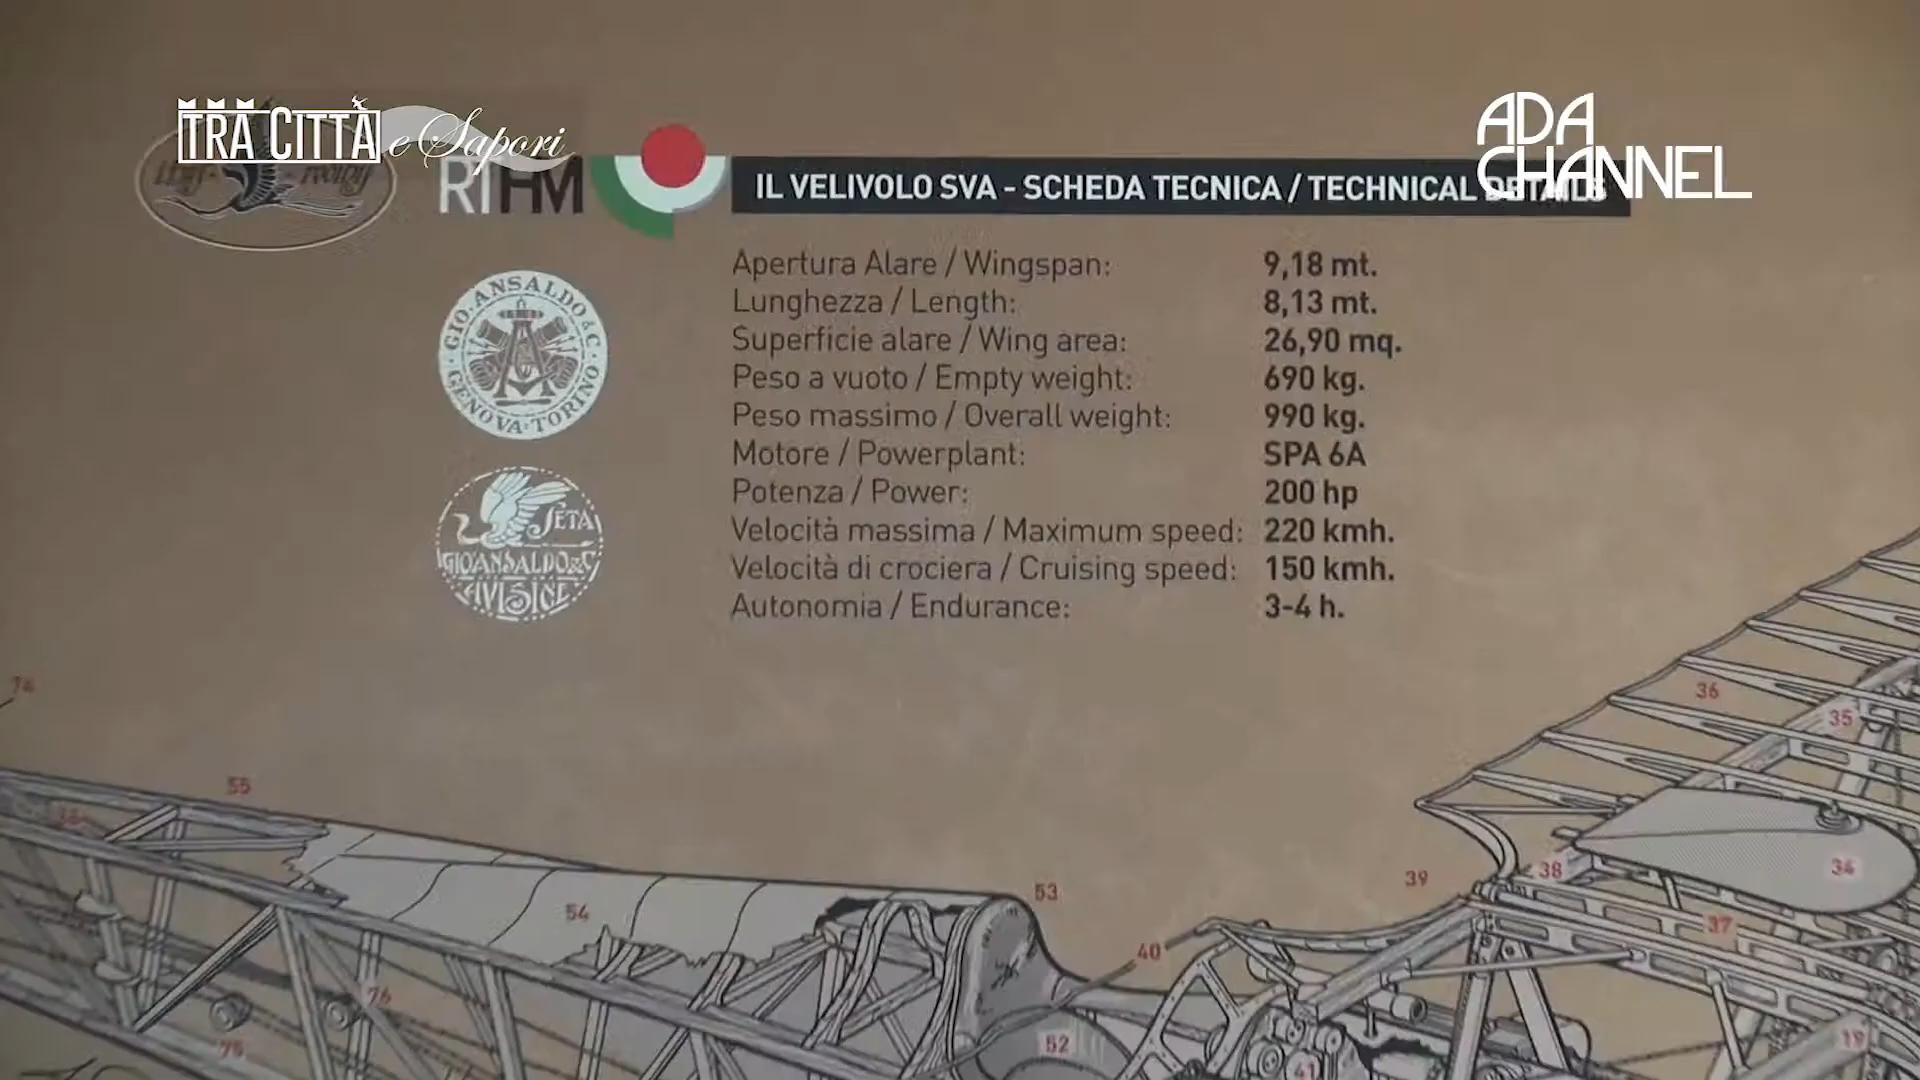 TRA CITTÀ e Sapori
ADA
CHANNEL
RTHM
IL VELIVOLO SVA - SCHEDA TECNICA / TECHNICAL DETAILS
Apertura Alare / Wingspan: 9,18 mt.
Lunghezza / Length: 8,13 mt.
Superficie alare / Wing area: 26,90 mq.
Peso a vuoto / Empty weight: 690 kg.
Peso massimo / Overall weight: 990 kg.
Motore / Powerplant: SPA 6A
Potenza / Power: 200 hp
Velocità massima / Maximum speed: 220 kmh.
Velocità di crociera / Cruising speed: 150 kmh.
Autonomia / Endurance: 3-4 h.
GIO. ANSALDO & C.
GENOVA·TORINO
SETA
GIO.ANSALDO&C
36
35
55
34
38
39
53
54
37
40
76
75
52
19
41